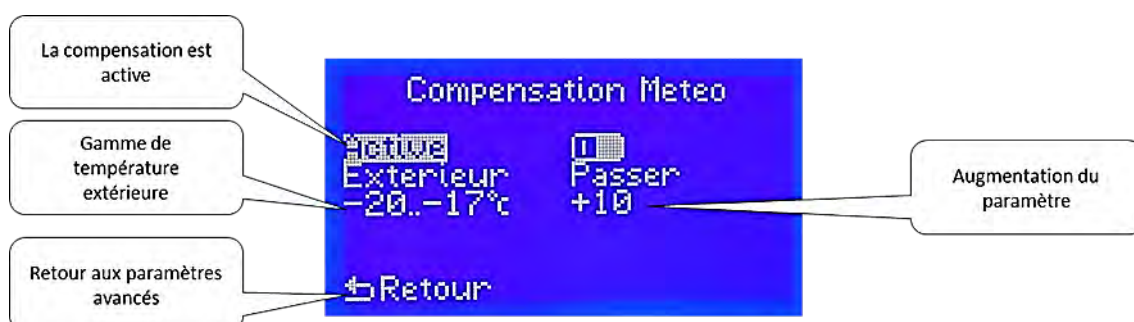 La compensation est
active
Gamme de
température
extérieure
Retour aux paramètres
avancés
Compensation Meteo
Active
Exterieur
Passer
-20..-17°c
+10
Retour
Augmentation du
paramètre